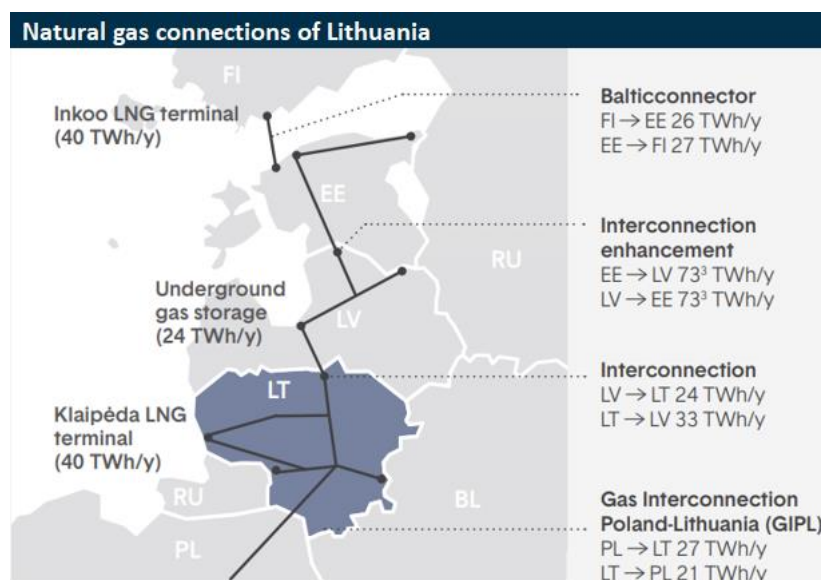 Natural gas connections of Lithuania
FI
Inkoo LNG terminal
(40 TWh/y)
Balticconnector
FI → EE 26 TWh/y
EE → FI 27 TWh/y
EE
Interconnection
enhancement
EE → LV 73³ TWh/y
LV → EE 73³ TWh/y
RU
Underground
gas storage
(24 TWh/y)
LV
Interconnection
LV → LT 24 TWh/y
LT → LV 33 TWh/y
LT
Klaipėda LNG
terminal
(40 TWh/y)
RU
BL
PL
Gas Interconnection
Poland-Lithuania (GIPL)
PL → LT 27 TWh/y
LT → PL 21 TWh/y